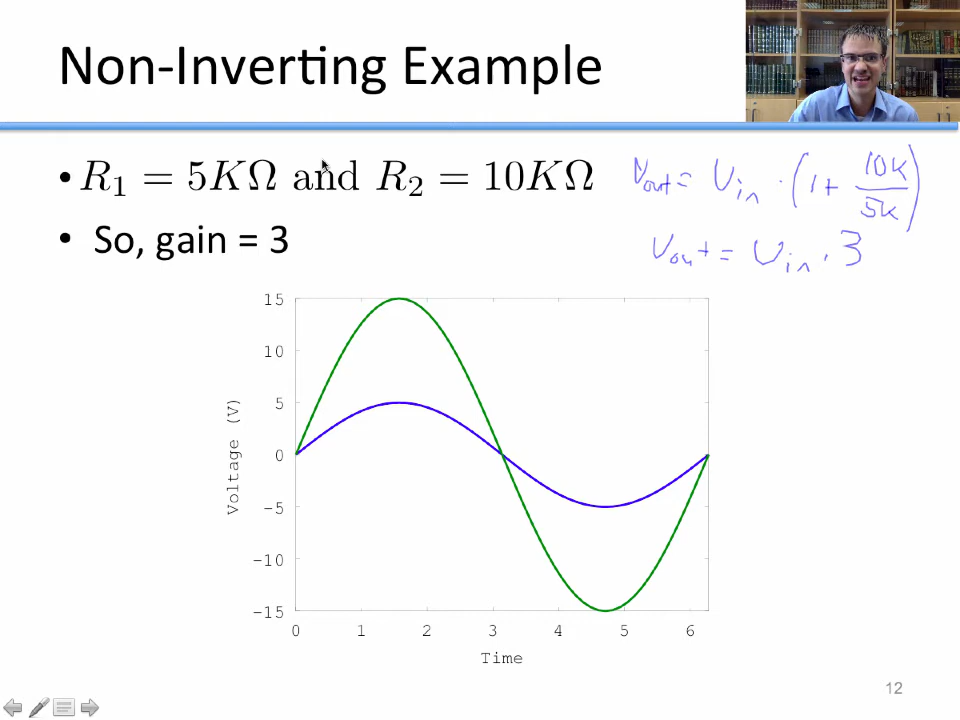 Non-Inverting Example
• R₁ = 5KΩ and R₂ = 10KΩ
Vout = Vin · (1 + 10k/5k)
• So, gain = 3
Vout = Vin · 3
15
10
5
0
-5
-10
-15
Voltage (V)
0 1 2 3 4 5 6
Time
12